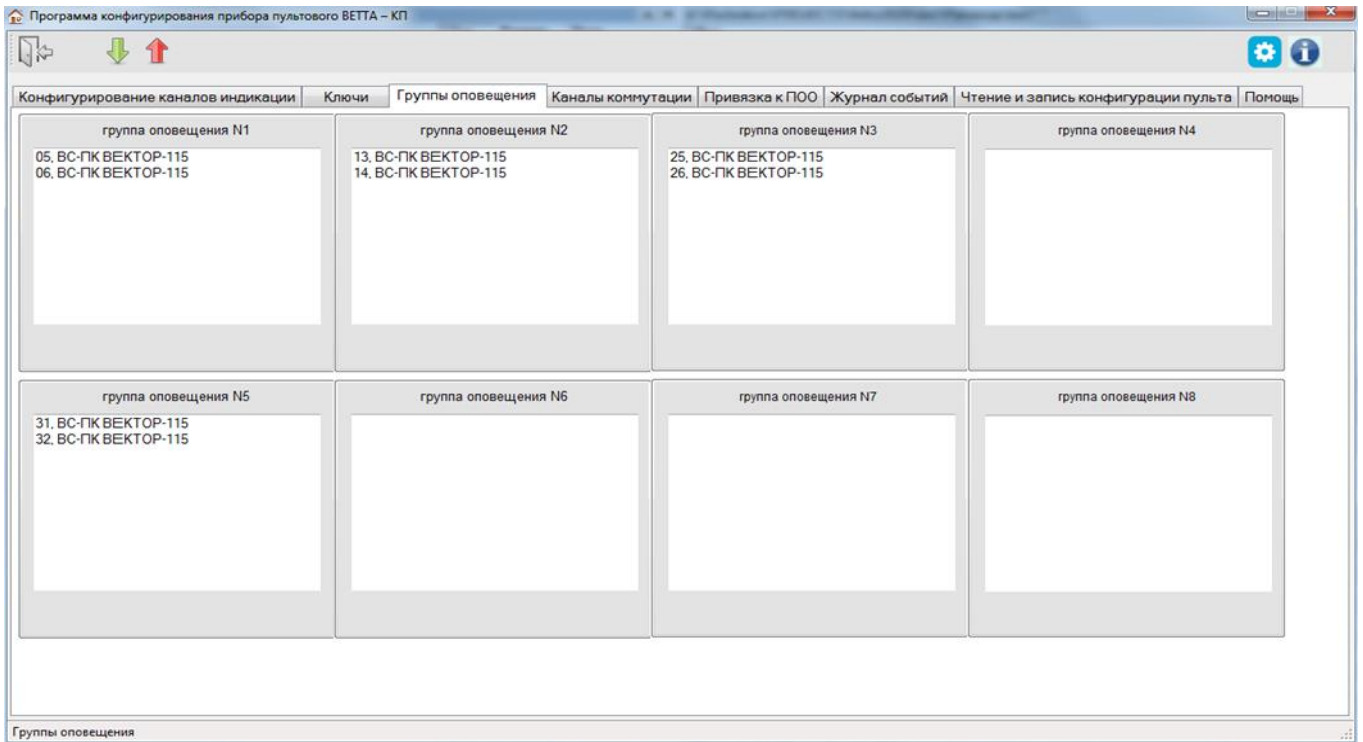 Программа конфигурирования прибора пультового ВЕТТА – КП
Конфигурирование каналов индикации Ключи Группы оповещения Каналы коммутации Привязка к ПОО Журнал событий Чтение и запись конфигурации пульта Помощь
группа оповещения N1
05, ВС-ПК ВЕКТОР-115
06, ВС-ПК ВЕКТОР-115
группа оповещения N2
13, ВС-ПК ВЕКТОР-115
14, ВС-ПК ВЕКТОР-115
группа оповещения N3
25, ВС-ПК ВЕКТОР-115
26, ВС-ПК ВЕКТОР-115
группа оповещения N4
группа оповещения N5
31, ВС-ПК ВЕКТОР-115
32, ВС-ПК ВЕКТОР-115
группа оповещения N6
группа оповещения N7
группа оповещения N8
Группы оповещения